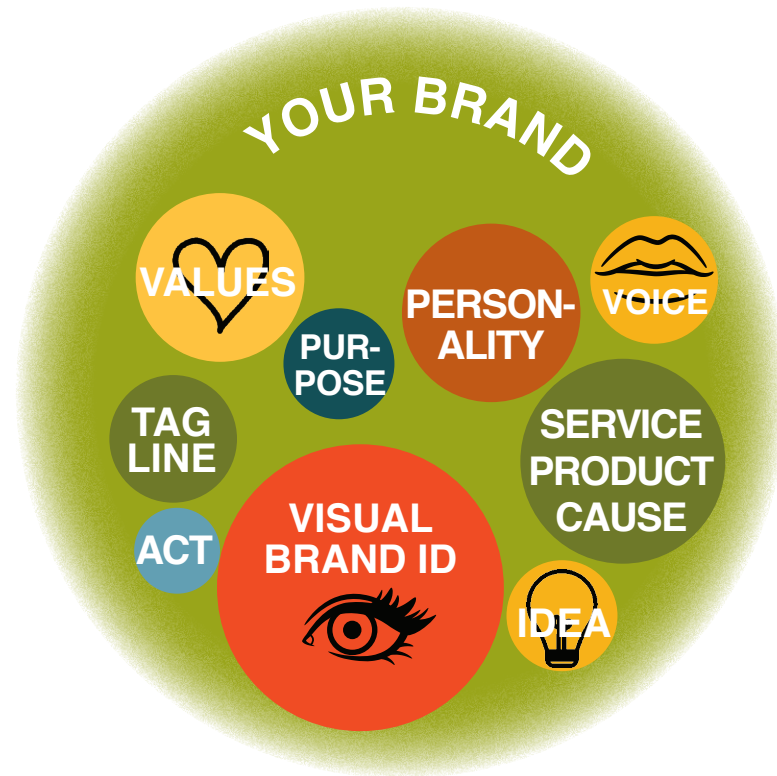 YOUR BRAND
VALUES
PERSON-
ALITY
VOICE
PUR-
POSE
TAG
LINE
SERVICE
PRODUCT
CAUSE
ACT
VISUAL
BRAND ID
IDEA